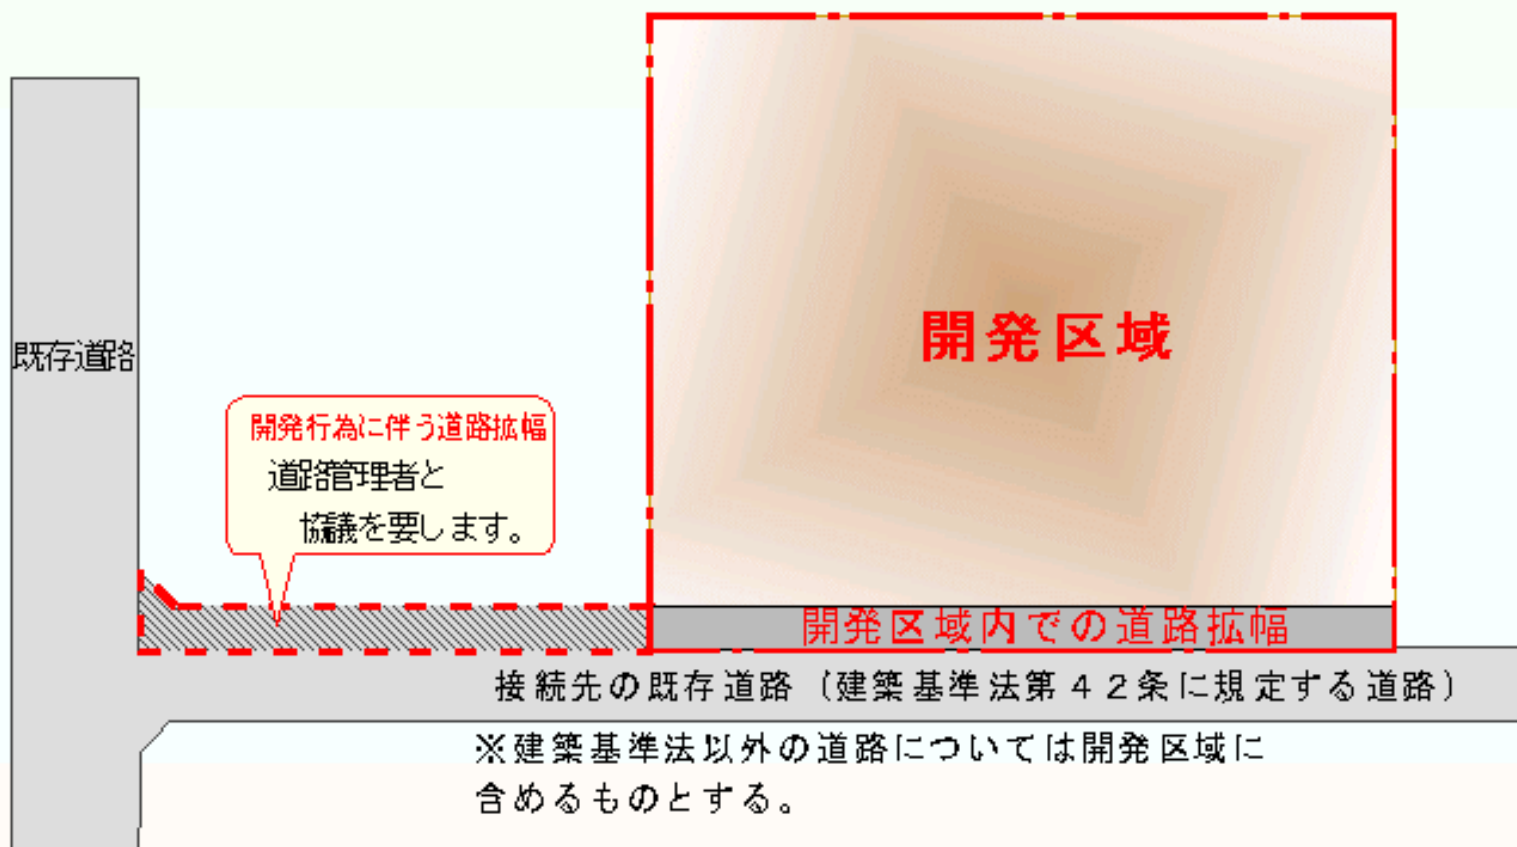 開発区域
既存道路
開発行為に伴う道路拡幅
道路管理者と
協議を要します。
開発区域内での道路拡幅
接続先の既存道路（建築基準法第４２条に規定する道路）
※建築基準法以外の道路については開発区域に
含めるものとする。